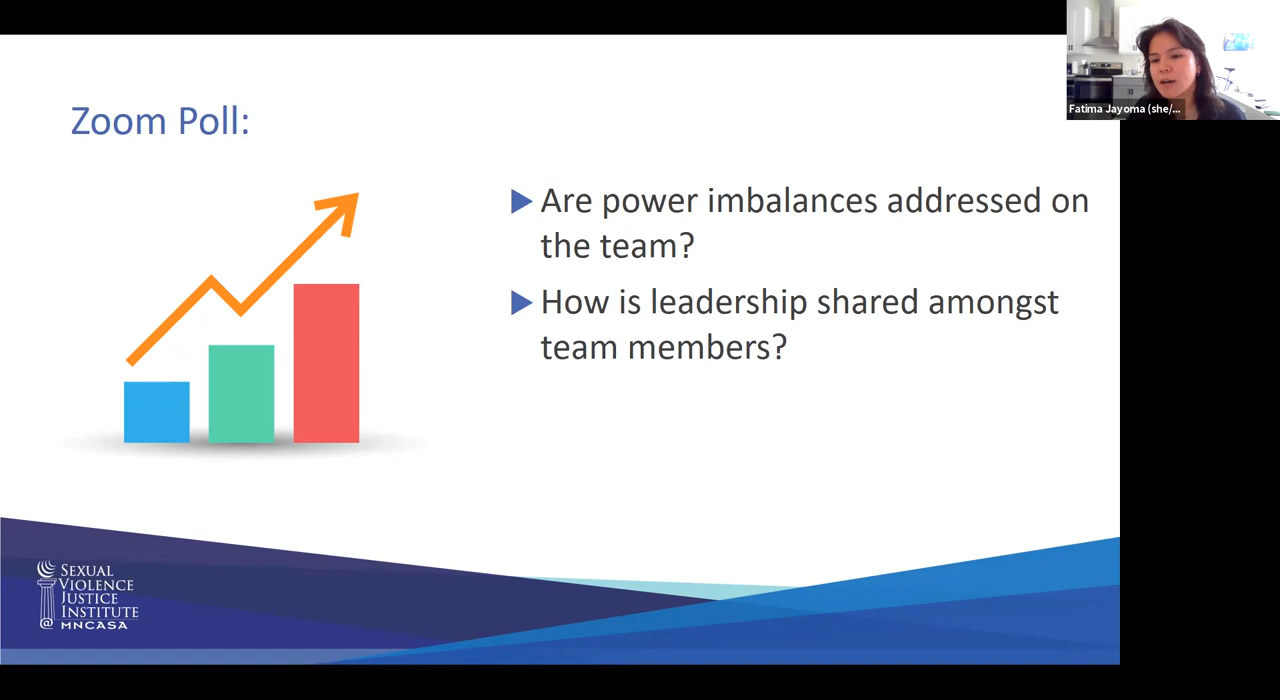 Fatima Jayoma (she/...
Zoom Poll:
Are power imbalances addressed on
the team?
How is leadership shared amongst
team members?
SEXUAL
VIOLENCE
JUSTICE
INSTITUTE
@ MNCASA